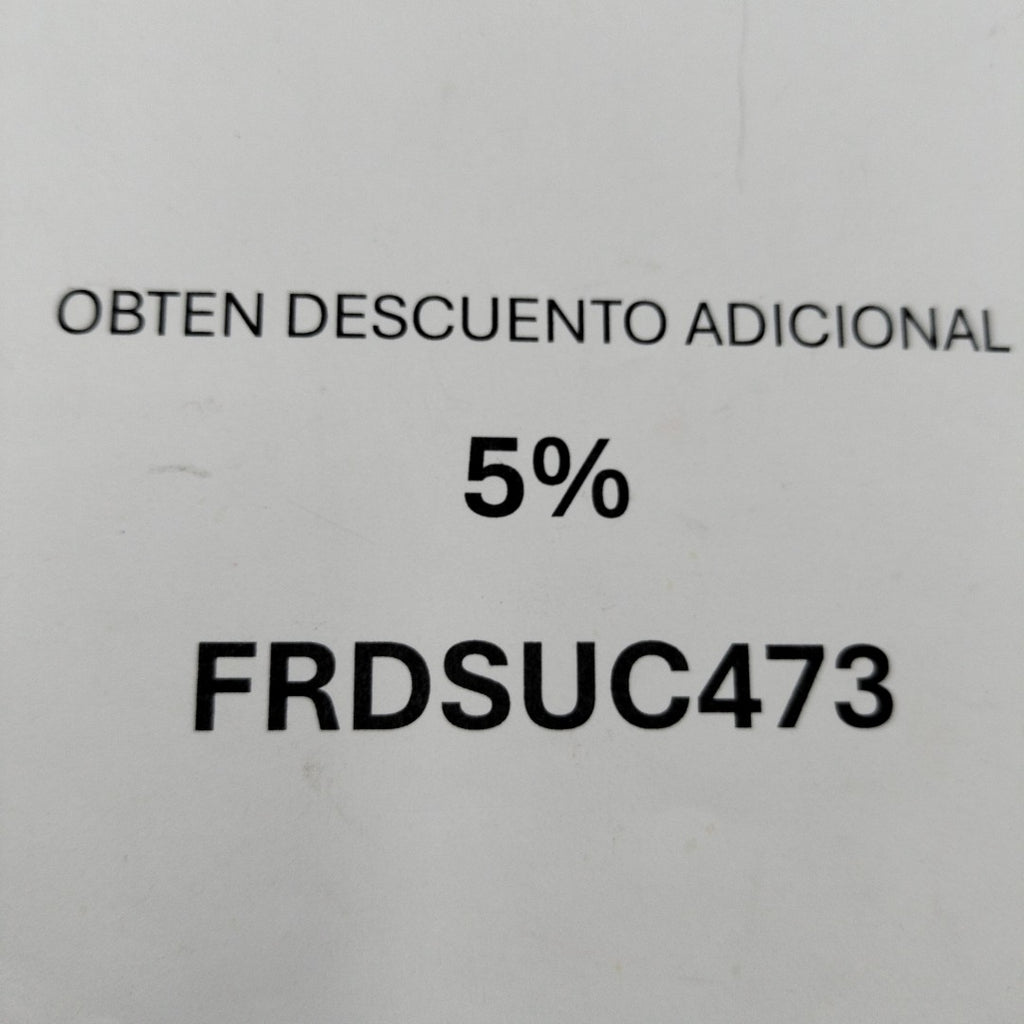 OBTEN DESCUENTO ADICIONAL
5%
FRDSUC473